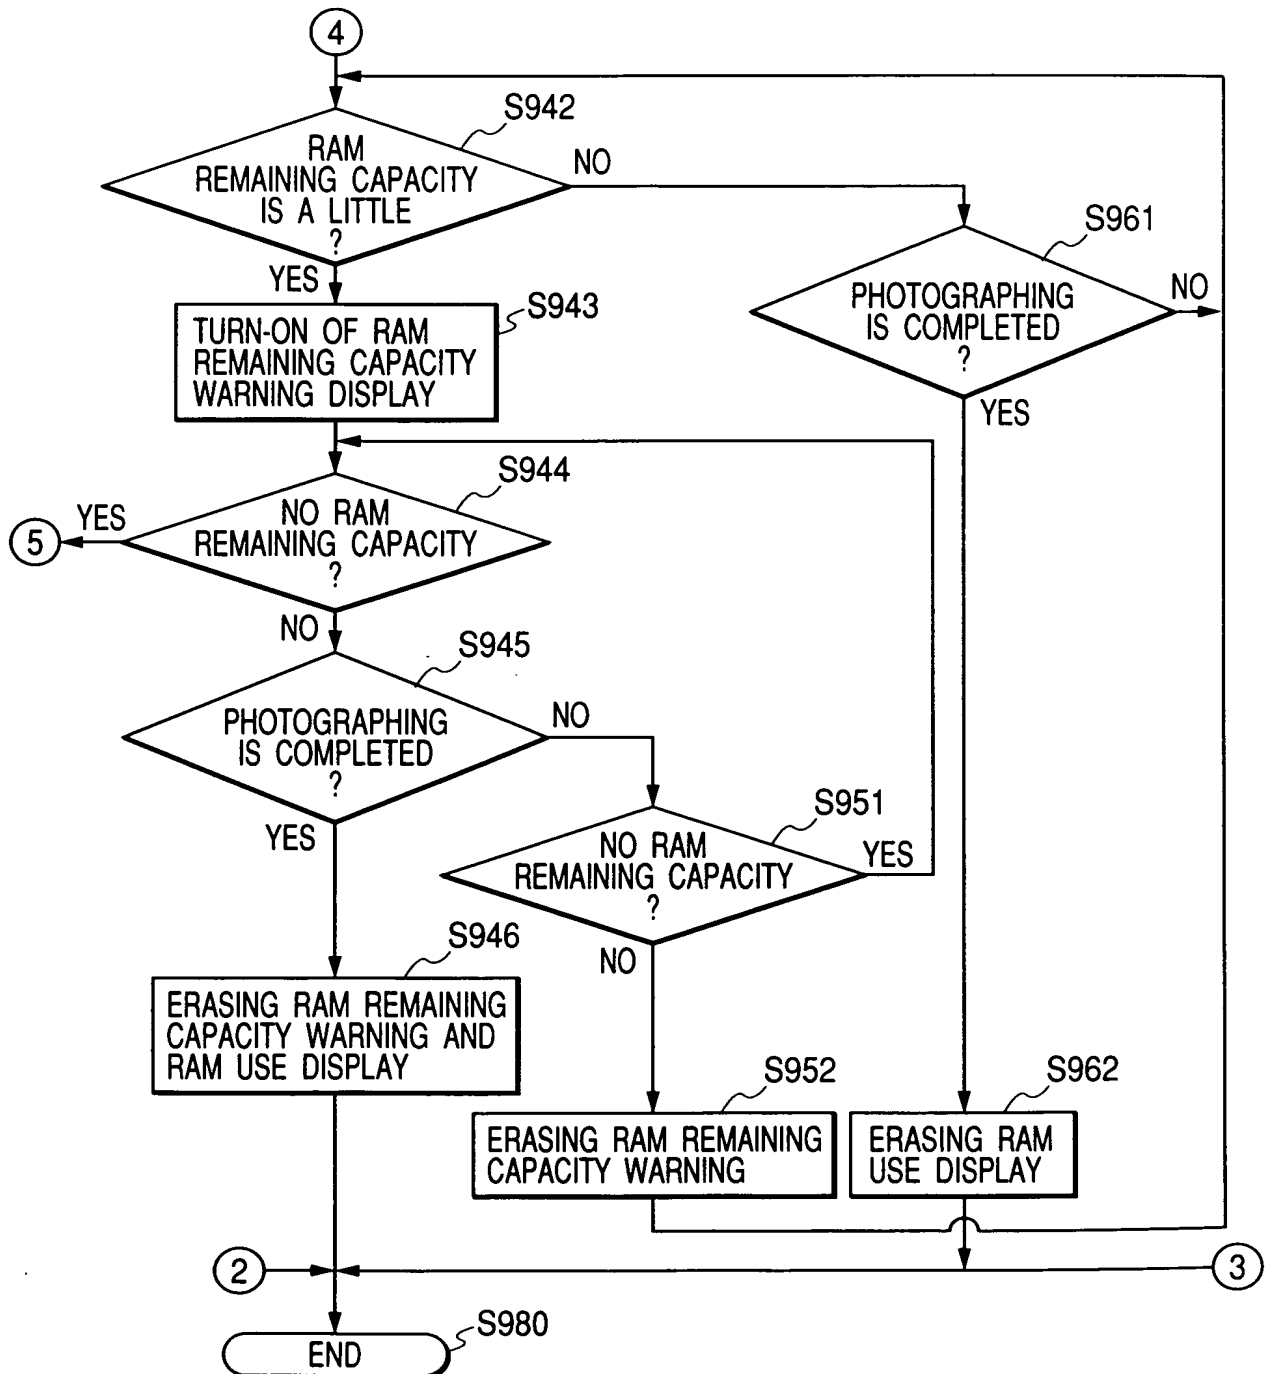 4
S942
RAM
REMAINING CAPACITY
IS A LITTLE
?
NO
YES
S961
PHOTOGRAPHING
IS COMPLETED
?
NO
YES
S943
TURN-ON OF RAM
REMAINING CAPACITY
WARNING DISPLAY
S944
NO RAM
REMAINING CAPACITY
?
YES
5
NO
S945
PHOTOGRAPHING
IS COMPLETED
?
NO
YES
S951
NO RAM
REMAINING CAPACITY
?
YES
NO
S946
ERASING RAM REMAINING
CAPACITY WARNING AND
RAM USE DISPLAY
S952
ERASING RAM REMAINING
CAPACITY WARNING
S962
ERASING RAM
USE DISPLAY
2
3
S980
END